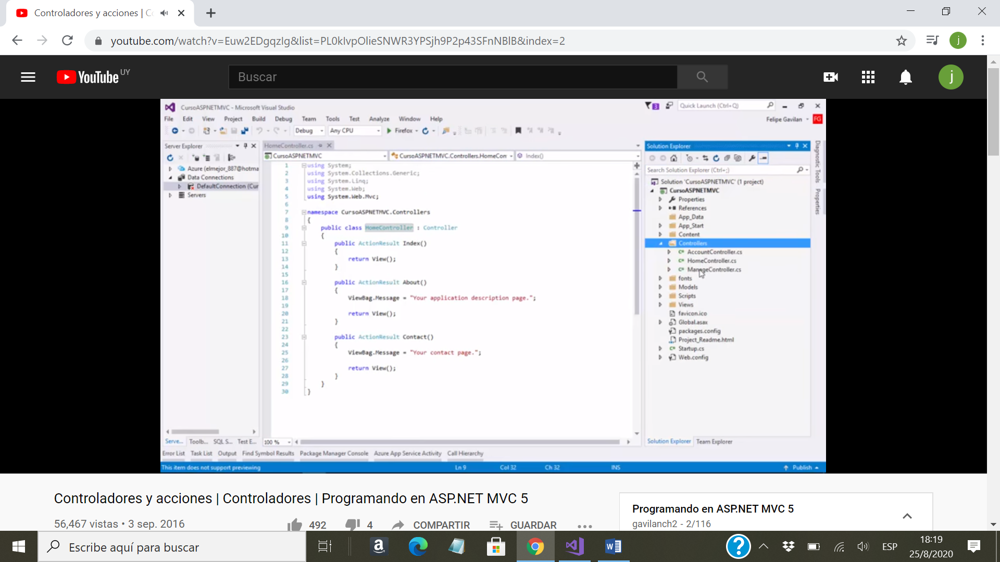 Controladores y acciones | C
youtube.com/watch?v=Euw2EDgqzIg&list=PL0kIvpOlieSNWR3YPSjh9P2p43SFnNBlB&index=2
j
YouTube UY
Buscar
j
CursoASPNETMVC - Microsoft Visual Studio
3
Quick Launch (Ctrl+Q)
File Edit View Project Build Debug Team Tools Test Analyze Window Help
Felipe Gavilan FG
Debug Any CPU Firefox
Server Explorer
HomeController.cs
Solution Explorer
CursoASPNETMVC
CursoASPNETMVC.Controllers.HomeCon
Index()
Azure (elmejor_887@hotma
Data Connections
DefaultConnection (Cur
Servers
1 using System;
2 using System.Collections.Generic;
3 using System.Linq;
4 using System.Web;
5 using System.Web.Mvc;
6
7 namespace CursoASPNETMVC.Controllers
8 {
9 public class HomeController : Controller
10 {
11 public ActionResult Index()
12 {
13 return View();
14 }
15
16 public ActionResult About()
17 {
18 ViewBag.Message = "Your application description page.";
19
20 return View();
21 }
22
23 public ActionResult Contact()
24 {
25 ViewBag.Message = "Your contact page.";
26
27 return View();
28 }
29 }
30 }
Search Solution Explorer (Ctrl+;)
Solution 'CursoASPNETMVC' (1 project)
CursoASPNETMVC
Properties
References
App_Data
App_Start
Content
Controllers
AccountController.cs
HomeController.cs
ManageController.cs
fonts
Models
Scripts
Views
favicon.ico
Global.asax
packages.config
Project_Readme.html
Startup.cs
Web.config
Diagnostic Tools
Properties
Serve... Toolb... SQL S... Test E...
100 %
Solution Explorer Team Explorer
Error List Task List Output Find Symbol Results Package Manager Console Azure App Service Activity Call Hierarchy
This item does not support previewing
Ln 9 Col 32 Ch 32 INS
Publish
Controladores y acciones | Controladores | Programando en ASP.NET MVC 5
56,467 vistas • 3 sep. 2016
492 4 COMPARTIR GUARDAR
Programando en ASP.NET MVC 5
gavilanch2 - 2/116
Escribe aquí para buscar
ESP
18:19
25/8/2020